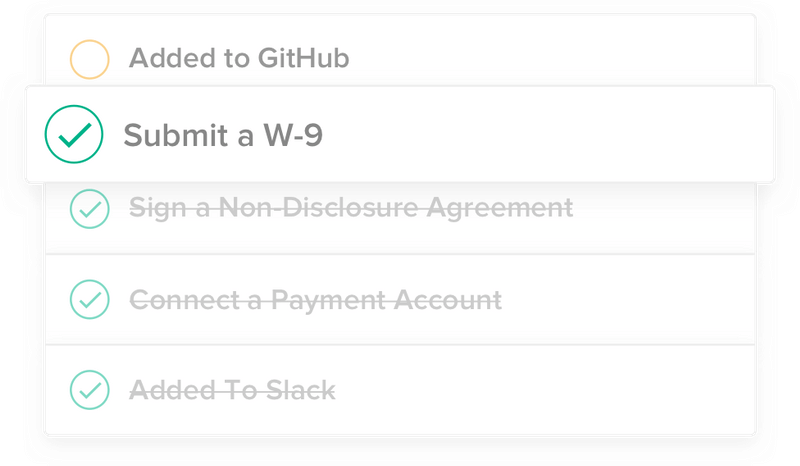 Added to GitHub
Submit a W-9
Sign a Non-Disclosure Agreement
Connect a Payment Account
Added To Slack